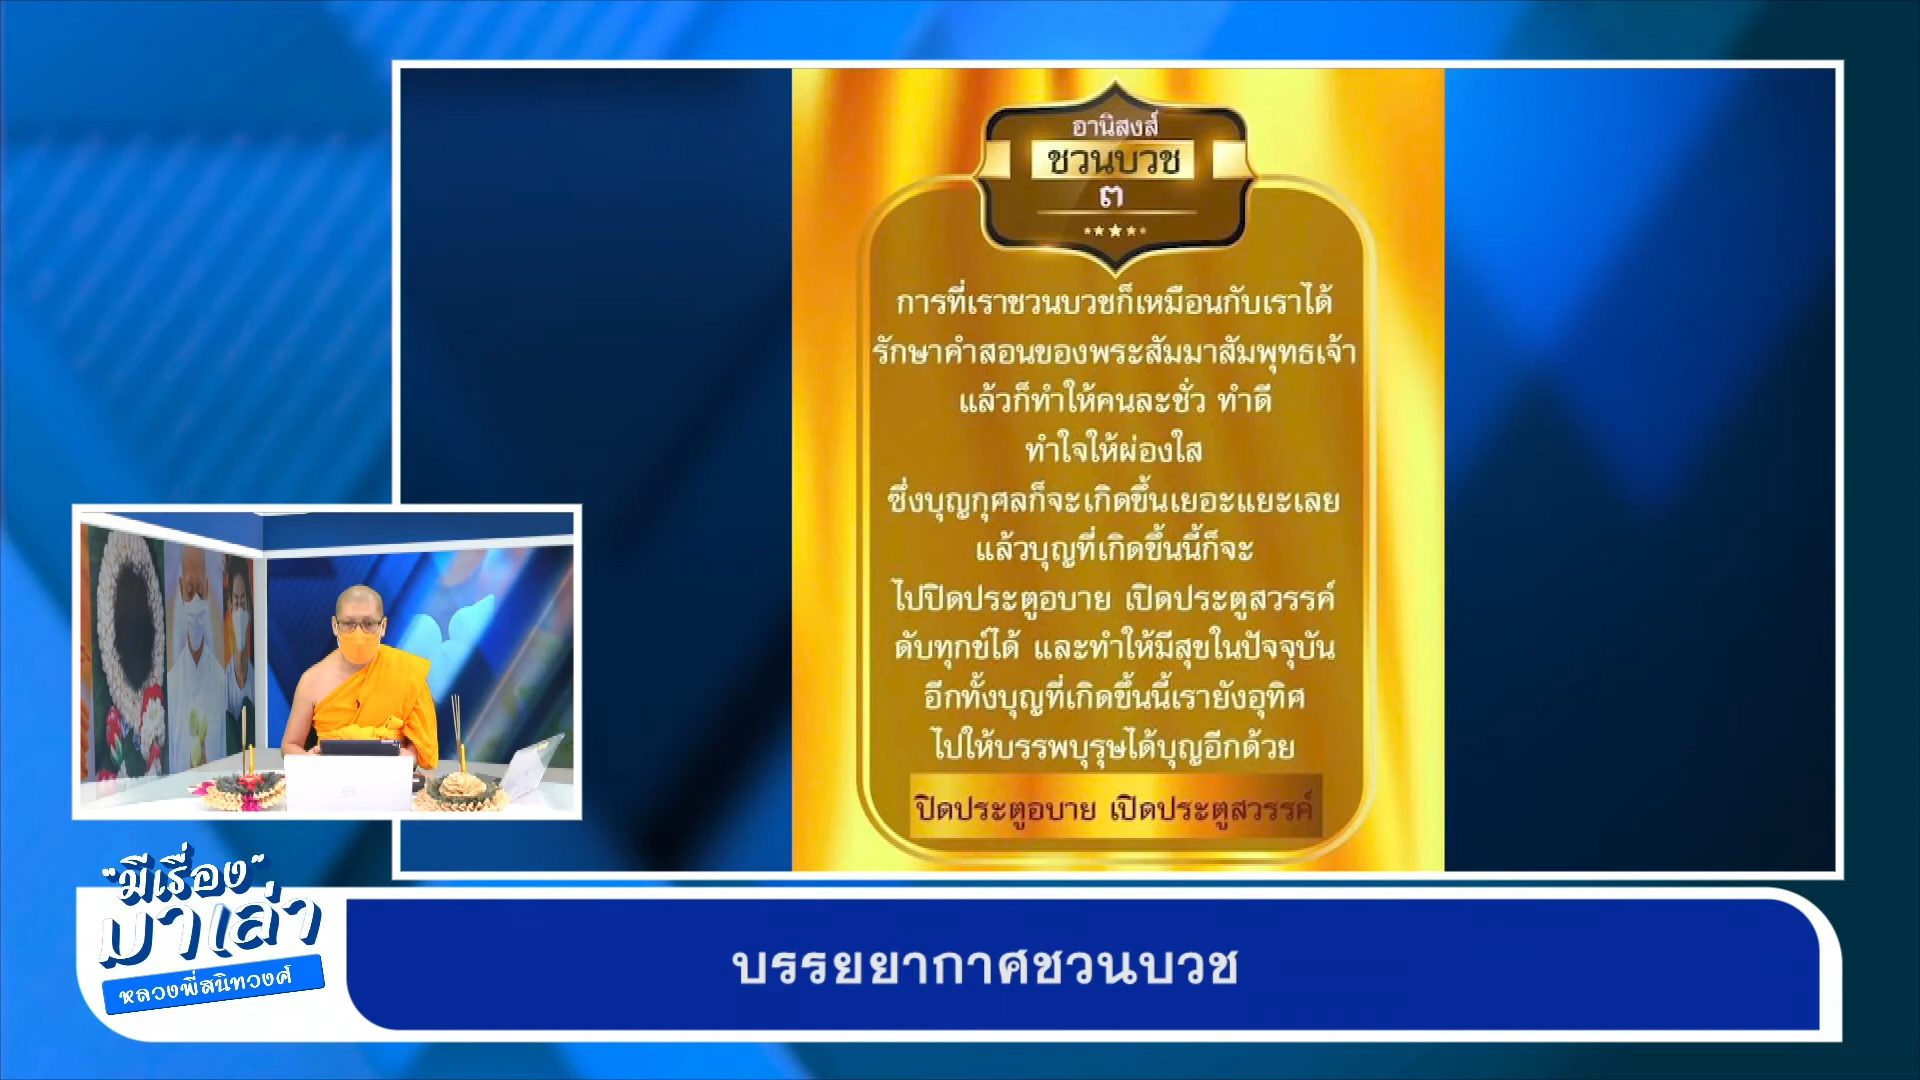 อานิสงส์
ชวนบวช
๓
การที่เราชวนบวชก็เหมือนกับเราได้
รักษาคำสอนของพระสัมมาสัมพุทธเจ้า
แล้วก็ทำให้คนละชั่ว ทำดี
ทำใจให้ผ่องใส
ซึ่งบุญกุศลก็จะเกิดขึ้นเยอะแยะเลย
แล้วบุญที่เกิดขึ้นนี้ก็จะ
ไปปิดประตูอบาย เปิดประตูสวรรค์
ดับทุกข์ได้ และทำให้มีสุขในปัจจุบัน
อีกทั้งบุญที่เกิดขึ้นนี้เรายังอุทิศ
ไปให้บรรพบุรุษได้บุญอีกด้วย
ปิดประตูอบาย เปิดประตูสวรรค์
"มีเรื่อง"
มาเล่า
หลวงพี่สนิทวงศ์
บรรยยากาศชวนบวช